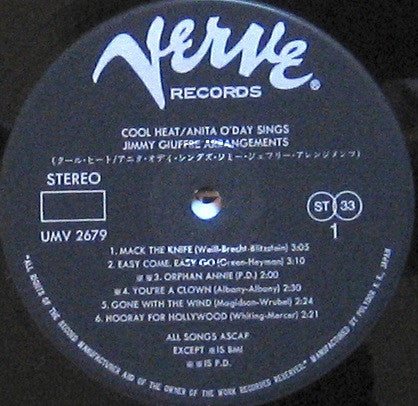 Verve®
RECORDS
COOL HEAT/ANITA O'DAY SINGS
JIMMY GIUFFRE ARRANGEMENTS
(クール・ヒート/アニタ・オディ・シングズ・ジミー・ジェフリー・アレンジメンツ)
STEREO
UMV 2679
ST 33
1
1. MACK THE KNIFE (Weill-Brecht-Blitzstein) 3:05
2. EASY COME, EASY GO (Green-Heyman) 3:10
※※3. ORPHAN ANNIE (P.D.) 2:00
※4. YOU'RE A CLOWN (Albany-Albany) 2:31
5. GONE WITH THE WIND (Magidson-Wrubel) 2:24
6. HOORAY FOR HOLLYWOOD (Whiting-Mercer) 2:21
ALL SONGS ASCAP
EXCEPT ※IS BMI
※※IS P.D.
"ALL RIGHTS OF THE RECORD MANUFACTURER AND OF THE OWNER OF THE WORK RECORDED RESERVED." MANUFACTURED BY POLYDOR K.K., JAPAN